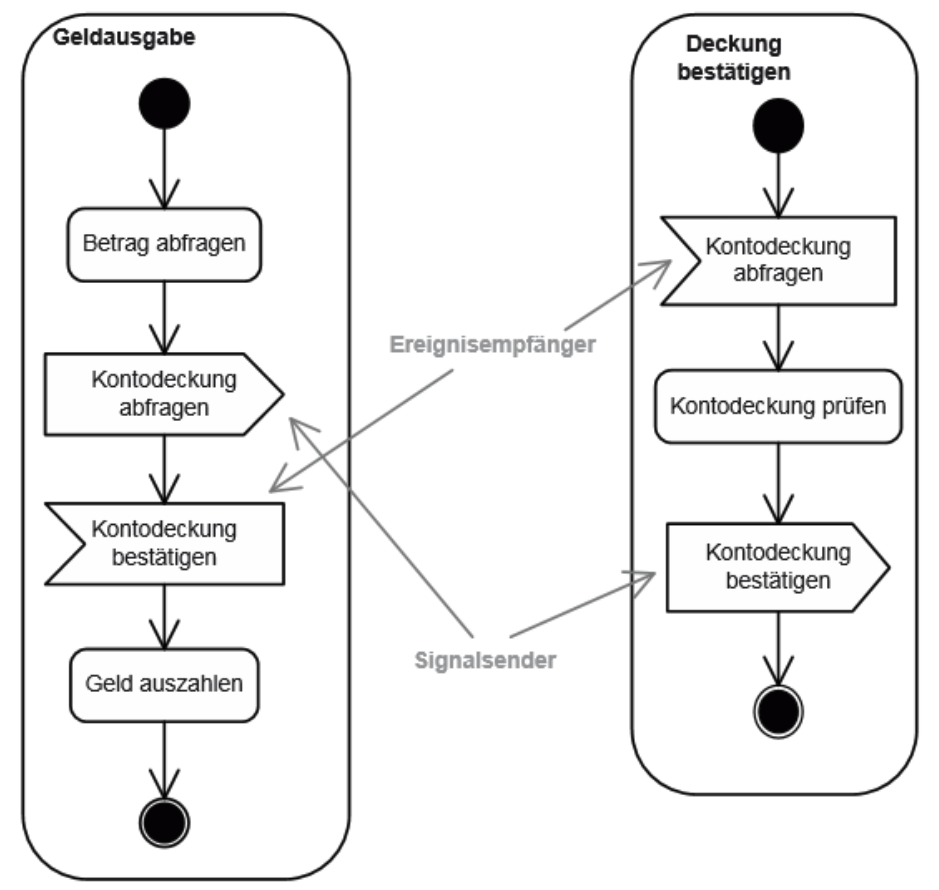 Geldausgabe
Betrag abfragen
Kontodeckung
abfragen
Kontodeckung
bestätigen
Geld auszahlen
Ereignisempfänger
Signalsender
Deckung
bestätigen
Kontodeckung
abfragen
Kontodeckung prüfen
Kontodeckung
bestätigen